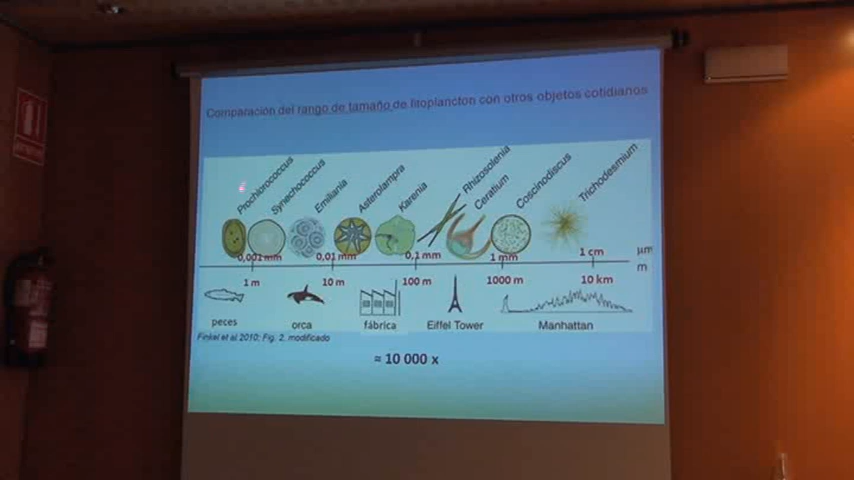 Comparación del rango de tamaño de fitoplancton con otros objetos cotidianos
Prochlorococcus
Synechococcus
Emiliania
Asterolampra
Karenia
Rhizosolenia
Ceratium
Coscinodiscus
Trichodesmium
0,001 mm 0,01 mm 0,1 mm 1 mm 1 cm µm
1 m 10 m 100 m 1000 m 10 km m
peces orca fábrica Eiffel Tower Manhattan
Finkel et al 2010; Fig. 2. modificado
≈ 10 000 x